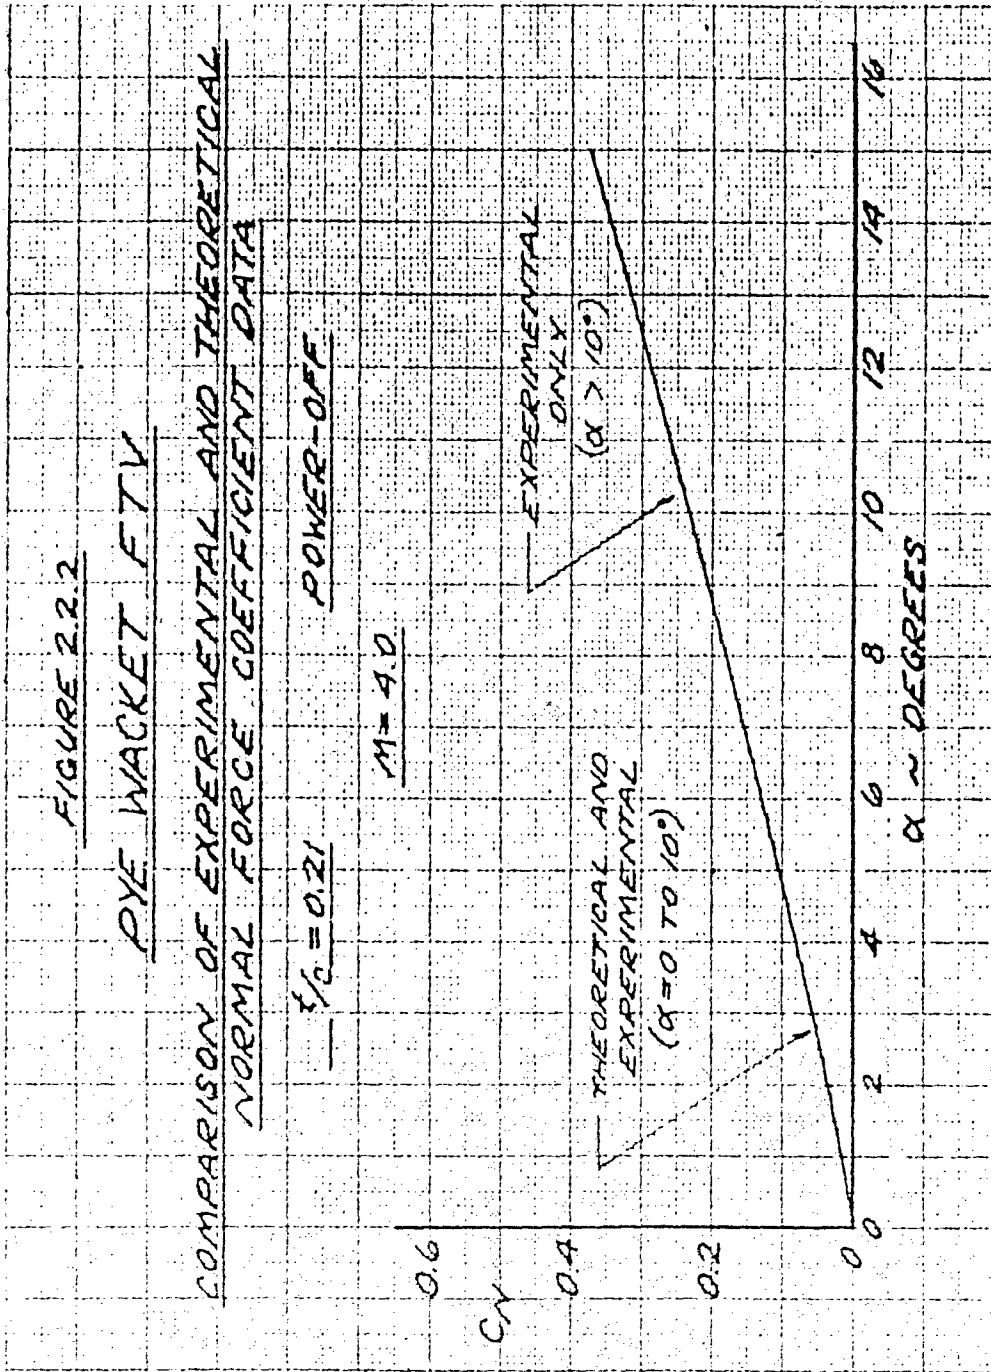 FIGURE 2.2.2
PYE WACKET FTV
COMPARISON OF EXPERIMENTAL AND THEORETICAL
NORMAL FORCE COEFFICIENT DATA
t/c = 0.21 POWER-OFF
M = 4.0
CN
0.6
0.4
0.2
0
THEORETICAL AND
EXPERIMENTAL
(α = 0 TO 10°)
EXPERIMENTAL
ONLY
(α > 10°)
0 2 4 6 8 10 12 14 16
α ~ DEGREES